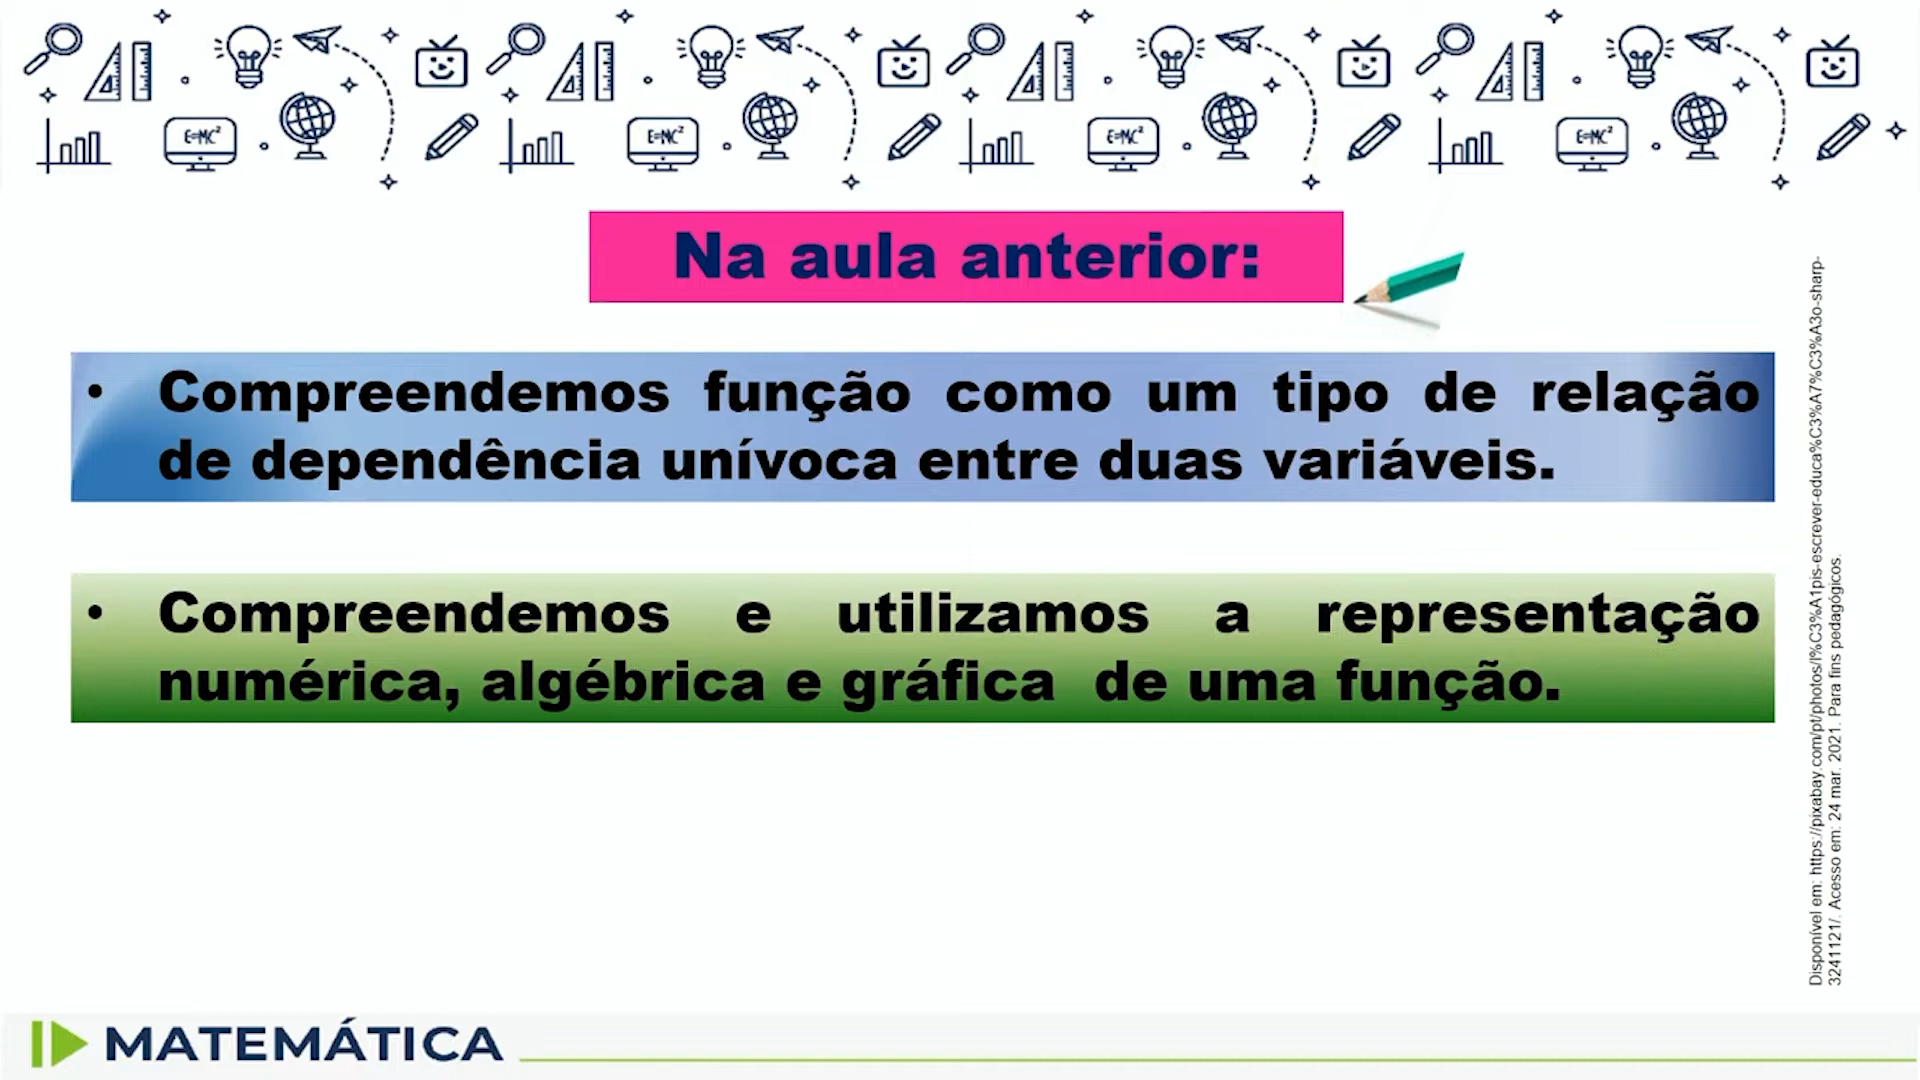 E=MC²
E=MC²
E=MC²
E=MC²
Na aula anterior:
• Compreendemos função como um tipo de relação
de dependência unívoca entre duas variáveis.
• Compreendemos e utilizamos a representação
numérica, algébrica e gráfica de uma função.
Disponível em: https://pixabay.com/pt/photos/l%C3%A1pis-escrever-educa%C3%A7%C3%A3o-sharp-
3241121/. Acesso em: 24 mar. 2021. Para fins pedagógicos.
MATEMÁTICA